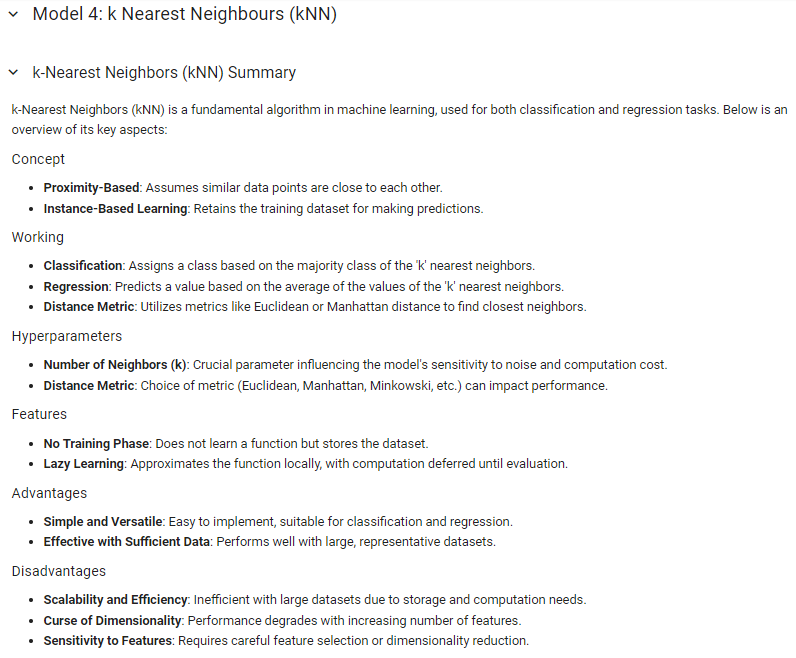 Model 4: k Nearest Neighbours (kNN)
k-Nearest Neighbors (kNN) Summary
k-Nearest Neighbors (kNN) is a fundamental algorithm in machine learning, used for both classification and regression tasks. Below is an
overview of its key aspects:
Concept
• Proximity-Based: Assumes similar data points are close to each other.
• Instance-Based Learning: Retains the training dataset for making predictions.
Working
• Classification: Assigns a class based on the majority class of the 'k' nearest neighbors.
• Regression: Predicts a value based on the average of the values of the 'k' nearest neighbors.
• Distance Metric: Utilizes metrics like Euclidean or Manhattan distance to find closest neighbors.
Hyperparameters
• Number of Neighbors (k): Crucial parameter influencing the model's sensitivity to noise and computation cost.
• Distance Metric: Choice of metric (Euclidean, Manhattan, Minkowski, etc.) can impact performance.
Features
• No Training Phase: Does not learn a function but stores the dataset.
• Lazy Learning: Approximates the function locally, with computation deferred until evaluation.
Advantages
• Simple and Versatile: Easy to implement, suitable for classification and regression.
• Effective with Sufficient Data: Performs well with large, representative datasets.
Disadvantages
• Scalability and Efficiency: Inefficient with large datasets due to storage and computation needs.
• Curse of Dimensionality: Performance degrades with increasing number of features.
• Sensitivity to Features: Requires careful feature selection or dimensionality reduction.